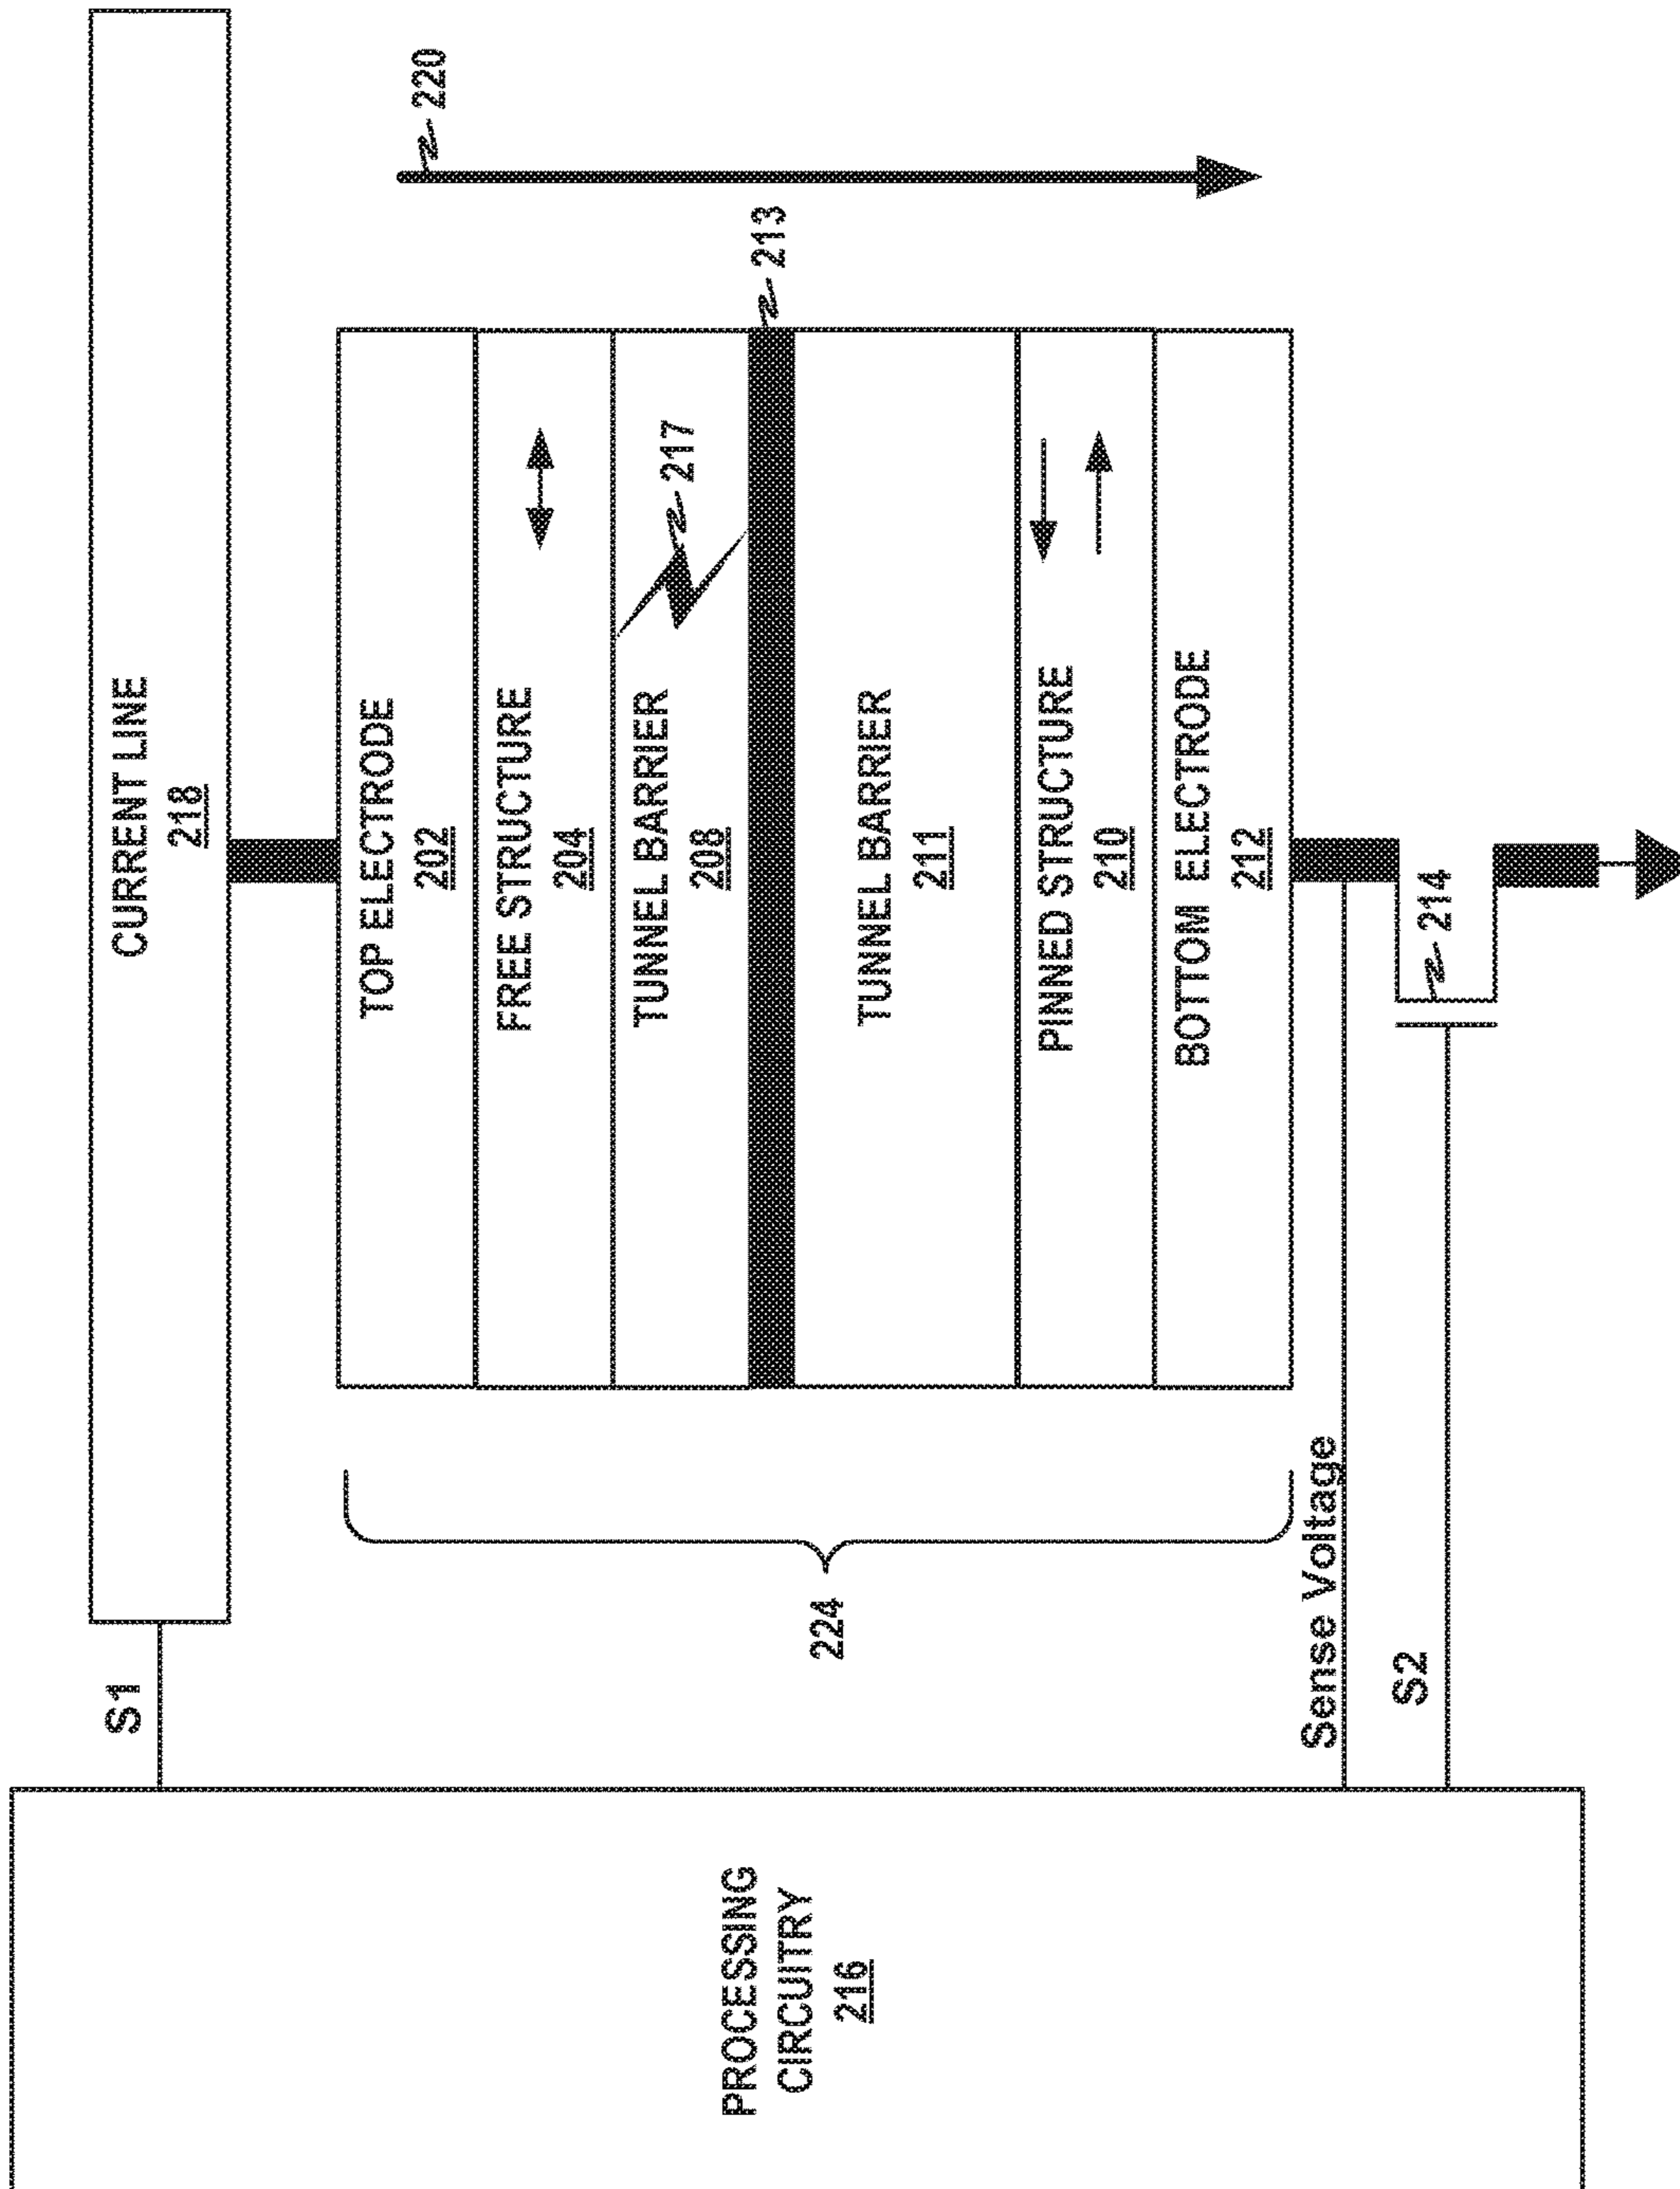 CURRENT LINE
218
S1
220
TOP ELECTRODE
202
FREE STRUCTURE
204
TUNNEL BARRIER
208
217
213
TUNNEL BARRIER
211
PINNED STRUCTURE
210
BOTTOM ELECTRODE
212
224
Sense Voltage
S2
214
PROCESSING
CIRCUITRY
216